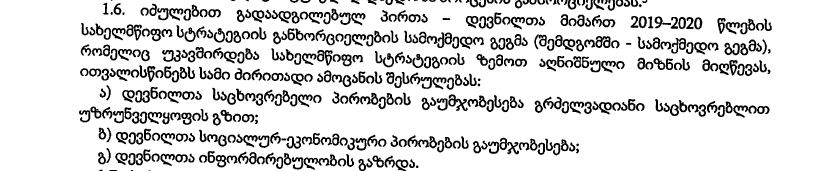 1.6. იძულებით გადაადგილებულ პირთა – დევნილთა მიმართ 2019–2020 წლების
სახელმწიფო სტრატეგიის განხორციელების სამოქმედო გეგმა (შემდგომში - სამოქმედო გეგმა),
რომელიც უკავშირდება სახელმწიფო სტრატეგიის ზემოთ აღნიშნული მიზნის მიღწევას,
ითვალისწინებს სამი ძირითადი ამოცანის შესრულებას:
ა) დევნილთა საცხოვრებელი პირობების გაუმჯობესება გრძელვადიანი საცხოვრებლით
უზრუნველყოფის გზით;
ბ) დევნილთა სოციალურ-ეკონომიკური პირობების გაუმჯობესება;
გ) დევნილთა ინფორმირებულობის გაზრდა.